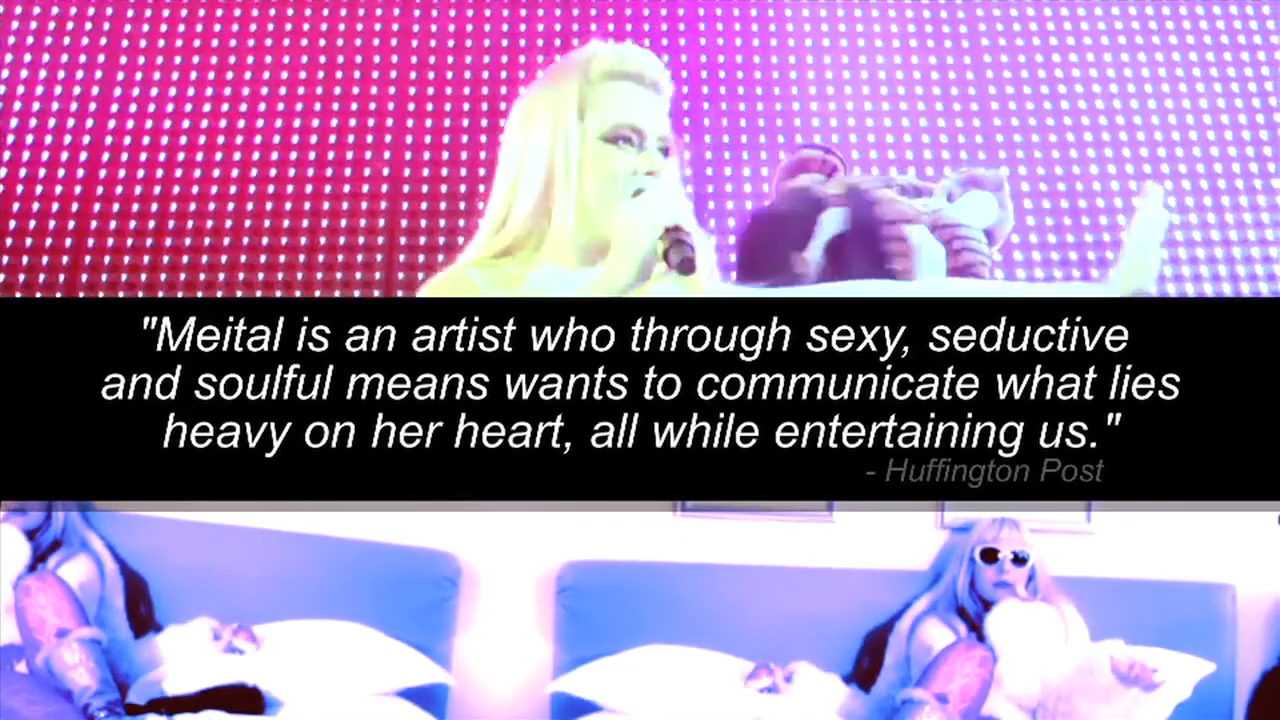 "Meital is an artist who through sexy, seductive
and soulful means wants to communicate what lies
heavy on her heart, all while entertaining us."
- Huffington Post